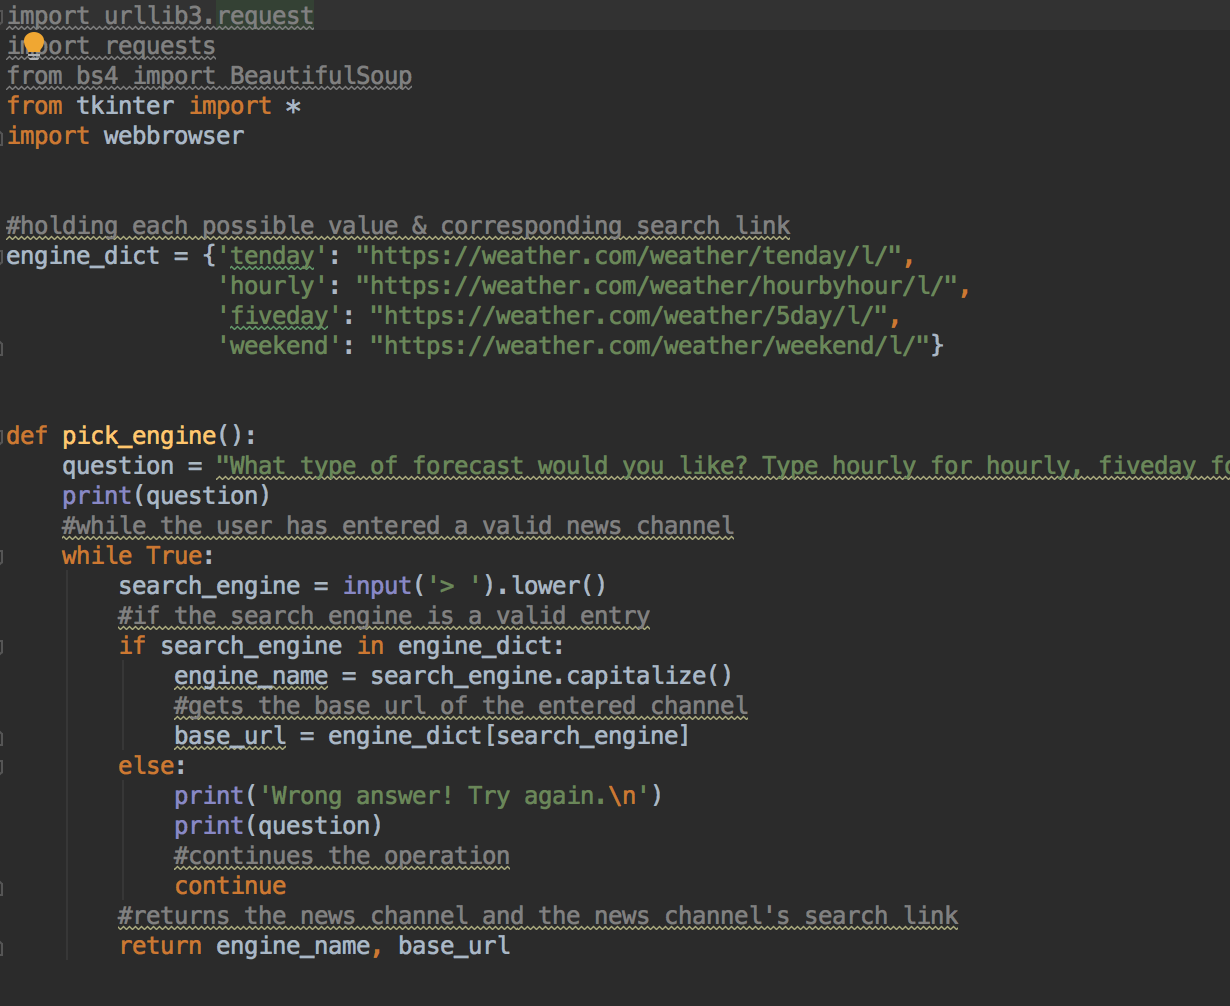 import urllib3.request
import requests
from bs4 import BeautifulSoup
from tkinter import *
import webbrowser
#holding each possible value & corresponding search link
engine_dict = {'tenday': "https://weather.com/weather/tenday/l/",
'hourly': "https://weather.com/weather/hourbyhour/l/",
'fiveday': "https://weather.com/weather/5day/l/",
'weekend': "https://weather.com/weather/weekend/l/"}
def pick_engine():
question = "What type of forecast would you like? Type hourly for hourly, fiveday fo
print(question)
#while the user has entered a valid news channel
while True:
search_engine = input('> ').lower()
#if the search engine is a valid entry
if search_engine in engine_dict:
engine_name = search_engine.capitalize()
#gets the base url of the entered channel
base_url = engine_dict[search_engine]
else:
print('Wrong answer! Try again.\n')
print(question)
#continues the operation
continue
#returns the news channel and the news channel's search link
return engine_name, base_url